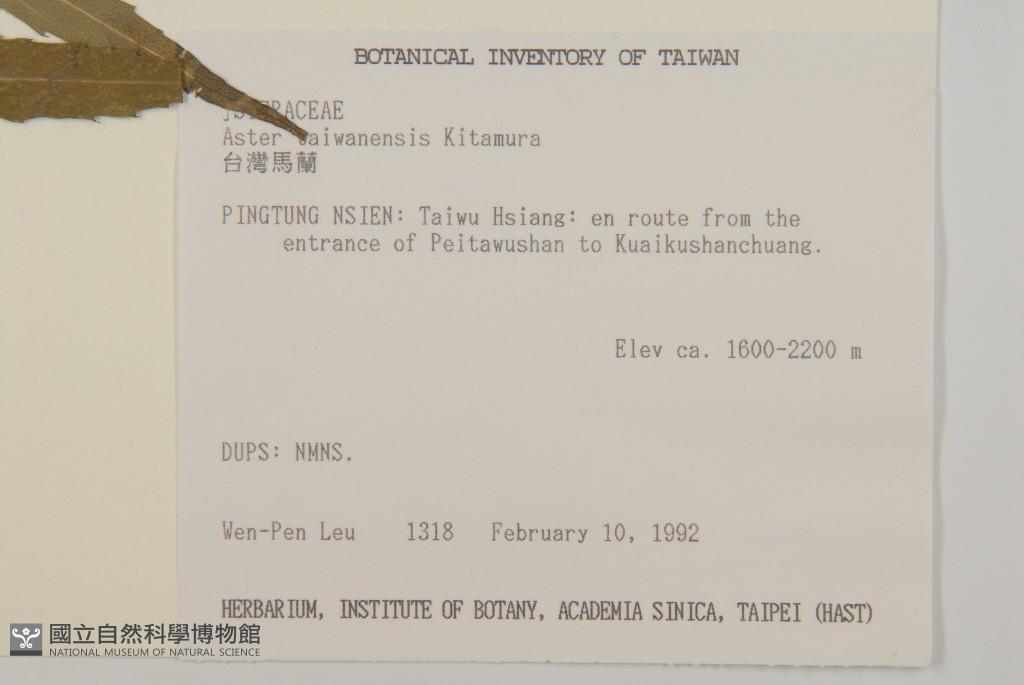 BOTANICAL INVENTORY OF TAIWAN
Aster taiwanensis Kitamura
台灣馬蘭
PINGTUNG NSIEN: Taiwu Hsiang: en route from the
entrance of Peitawushan to Kuaikushanchuang.
Elev ca. 1600-2200 m
DUPS: NMNS.
Wen-Pen Leu 1318 February 10, 1992
HERBARIUM, INSTITUTE OF BOTANY, ACADEMIA SINICA, TAIPEI (HAST)
國立自然科學博物館
NATIONAL MUSEUM OF NATURAL SCIENCE